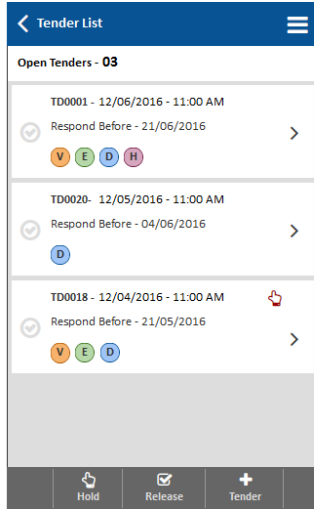 Tender List
Open Tenders - 03
TD0001 - 12/06/2016 - 11:00 AM
Respond Before - 21/06/2016
V E D H
TD0020- 12/05/2016 - 11:00 AM
Respond Before - 04/06/2016
D
TD0018 - 12/04/2016 - 11:00 AM
Respond Before - 21/05/2016
V E D
Hold Release Tender